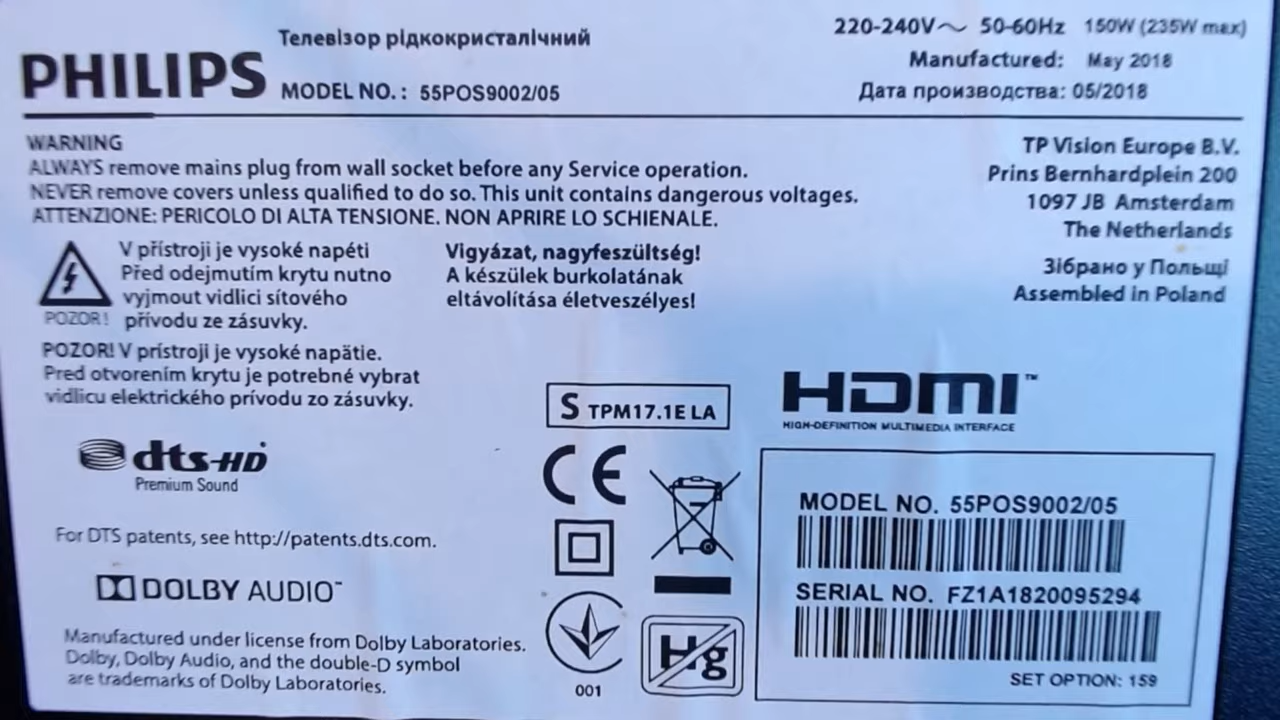 Телевізор рідкокристалічний
PHILIPS MODEL NO. : 55POS9002/05
220-240V～ 50-60Hz 150W (235W max)
Manufactured: May 2018
Дата производства: 05/2018
WARNING
ALWAYS remove mains plug from wall socket before any Service operation.
NEVER remove covers unless qualified to do so. This unit contains dangerous voltages.
ATTENZIONE: PERICOLO DI ALTA TENSIONE. NON APRIRE LO SCHIENALE.
TP Vision Europe B.V.
Prins Bernhardplein 200
1097 JB Amsterdam
The Netherlands
Зібрано у Польщі
Assembled in Poland
V přístroji je vysoké napéti
Před odejmutím krytu nutno
vyjmout vidlici sítového
přívodu ze zásuvky.
POZOR!
Vigyázat, nagyfeszültség!
A készülek burkolatának
eltávolítása életveszélyes!
POZOR! V prístroji je vysoké napätie.
Pred otvorením krytu je potrebné vybrat
vidlicu elektrického prívodu zo zásuvky.
dts-HD
Premium Sound
For DTS patents, see http://patents.dts.com.
DOLBY AUDIO™
Manufactured under license from Dolby Laboratories.
Dolby, Dolby Audio, and the double-D symbol
are trademarks of Dolby Laboratories.
S TPM17.1E LA
CE
001
Hg
HDMI™
HIGH-DEFINITION MULTIMEDIA INTERFACE
MODEL NO. 55POS9002/05
SERIAL NO. FZ1A1820095294
SET OPTION: 159